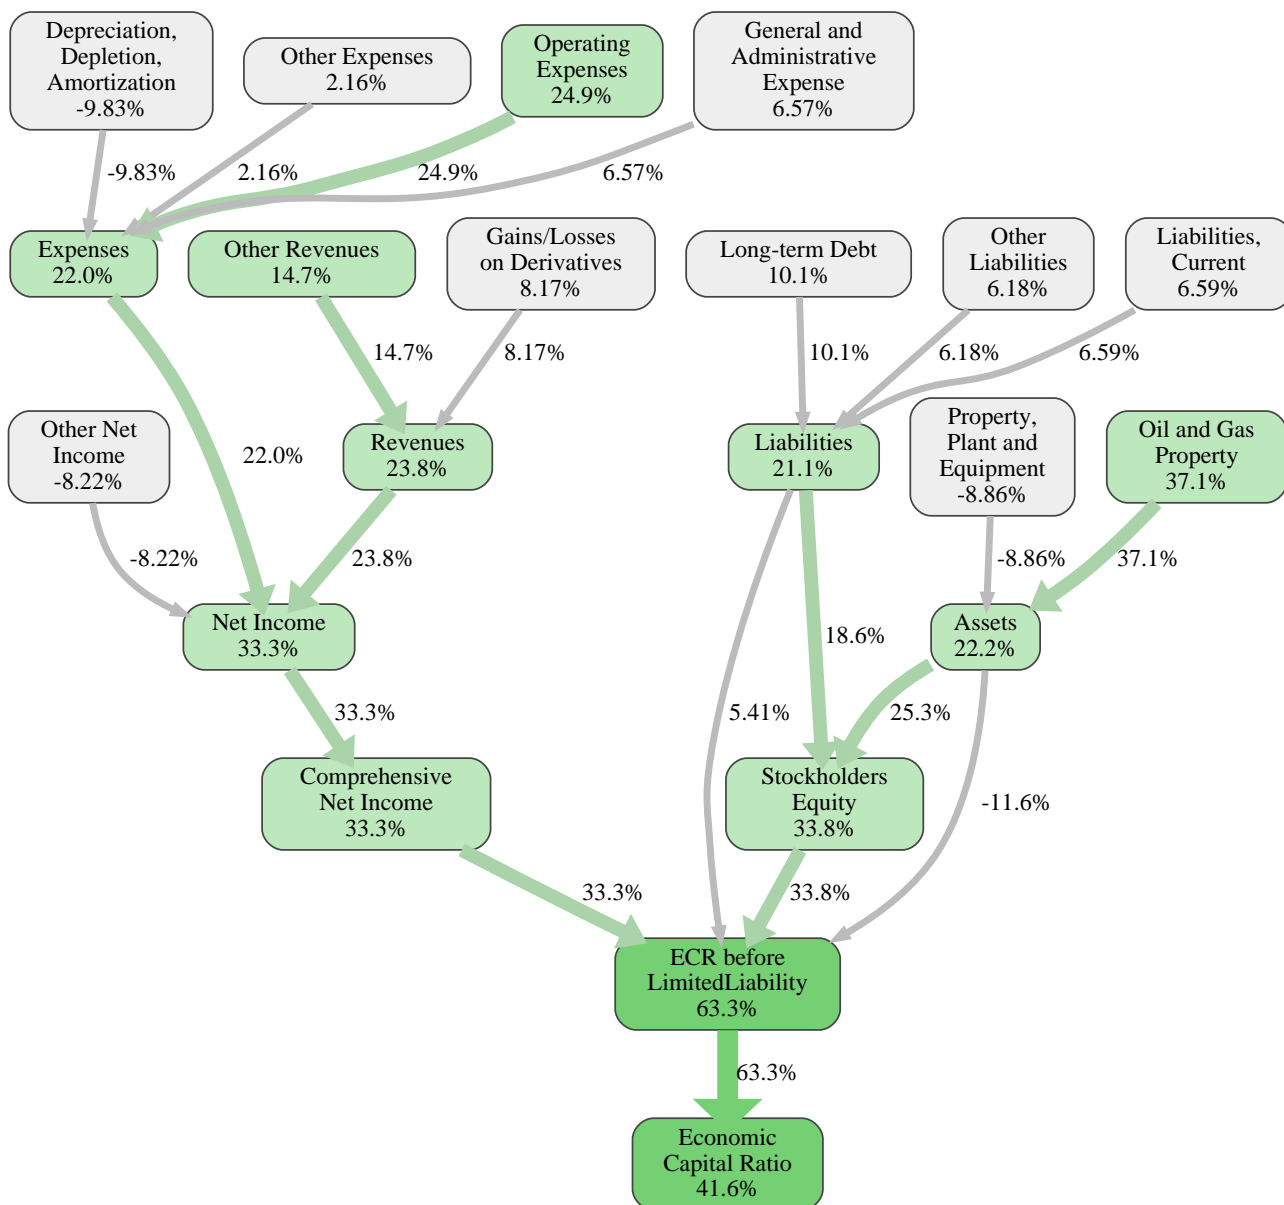 Depreciation,
Depletion,
Amortization
-9.83%
Other Expenses
2.16%
Operating
Expenses
24.9%
General and
Administrative
Expense
6.57%
-9.83%
2.16%
24.9%
6.57%
Expenses
22.0%
Other Revenues
14.7%
Gains/Losses
on Derivatives
8.17%
Long-term Debt
10.1%
Other
Liabilities
6.18%
Liabilities,
Current
6.59%
14.7%
8.17%
10.1%
6.18%
6.59%
Other Net
Income
-8.22%
22.0%
Revenues
23.8%
Liabilities
21.1%
Property,
Plant and
Equipment
-8.86%
Oil and Gas
Property
37.1%
-8.22%
23.8%
-8.86%
37.1%
Net Income
33.3%
18.6%
Assets
22.2%
33.3%
5.41%
25.3%
Comprehensive
Net Income
33.3%
Stockholders
Equity
33.8%
-11.6%
33.3%
33.8%
ECR before
LimitedLiability
63.3%
63.3%
Economic
Capital Ratio
41.6%